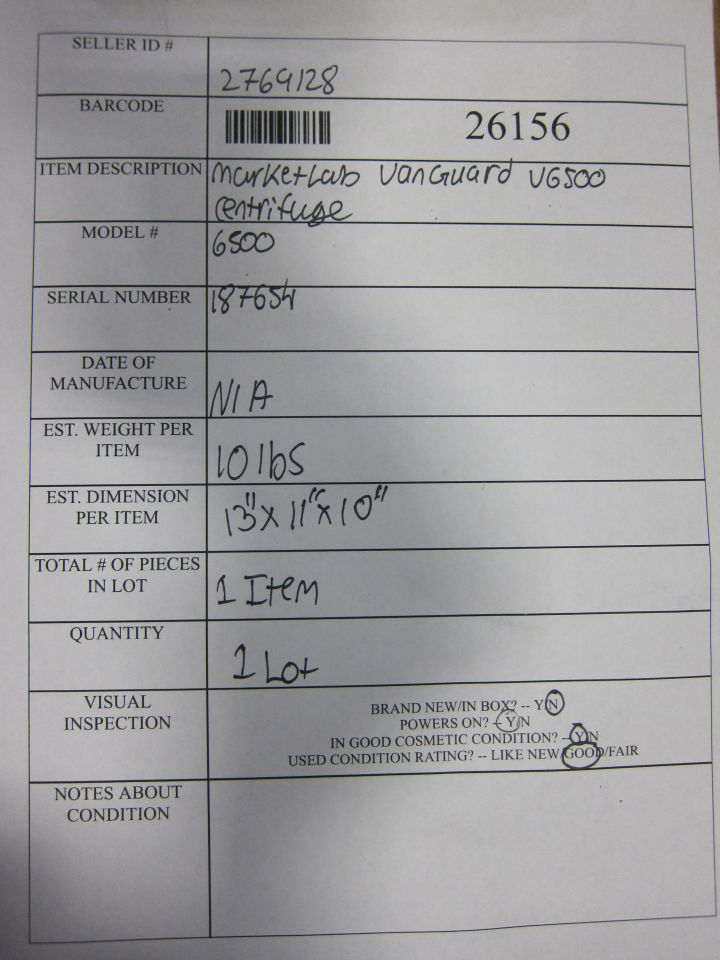 SELLER ID #
2769128
BARCODE
26156
ITEM DESCRIPTION
MarketLab VanGuard V6500
centrifuge
MODEL #
6500
SERIAL NUMBER
187654
DATE OF
MANUFACTURE
N/A
EST. WEIGHT PER
ITEM
10 lbs
EST. DIMENSION
PER ITEM
13" x 11" x 10"
TOTAL # OF PIECES
IN LOT
1 Item
QUANTITY
1 Lot
VISUAL
INSPECTION
BRAND NEW/IN BOX? -- Y/N
POWERS ON? -- Y/N
IN GOOD COSMETIC CONDITION? -- Y/N
USED CONDITION RATING? -- LIKE NEW/GOOD/FAIR
NOTES ABOUT
CONDITION